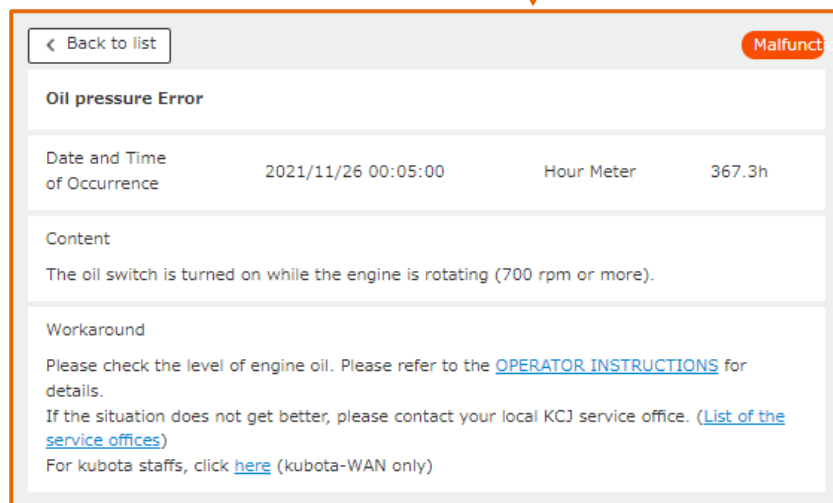 Back to list
Malfuncti
Oil pressure Error
Date and Time
of Occurrence
2021/11/26 00:05:00
Hour Meter
367.3h
Content
The oil switch is turned on while the engine is rotating (700 rpm or more).
Workaround
Please check the level of engine oil. Please refer to the OPERATOR INSTRUCTIONS for
details.
If the situation does not get better, please contact your local KCJ service office. (List of the
service offices)
For kubota staffs, click here (kubota-WAN only)